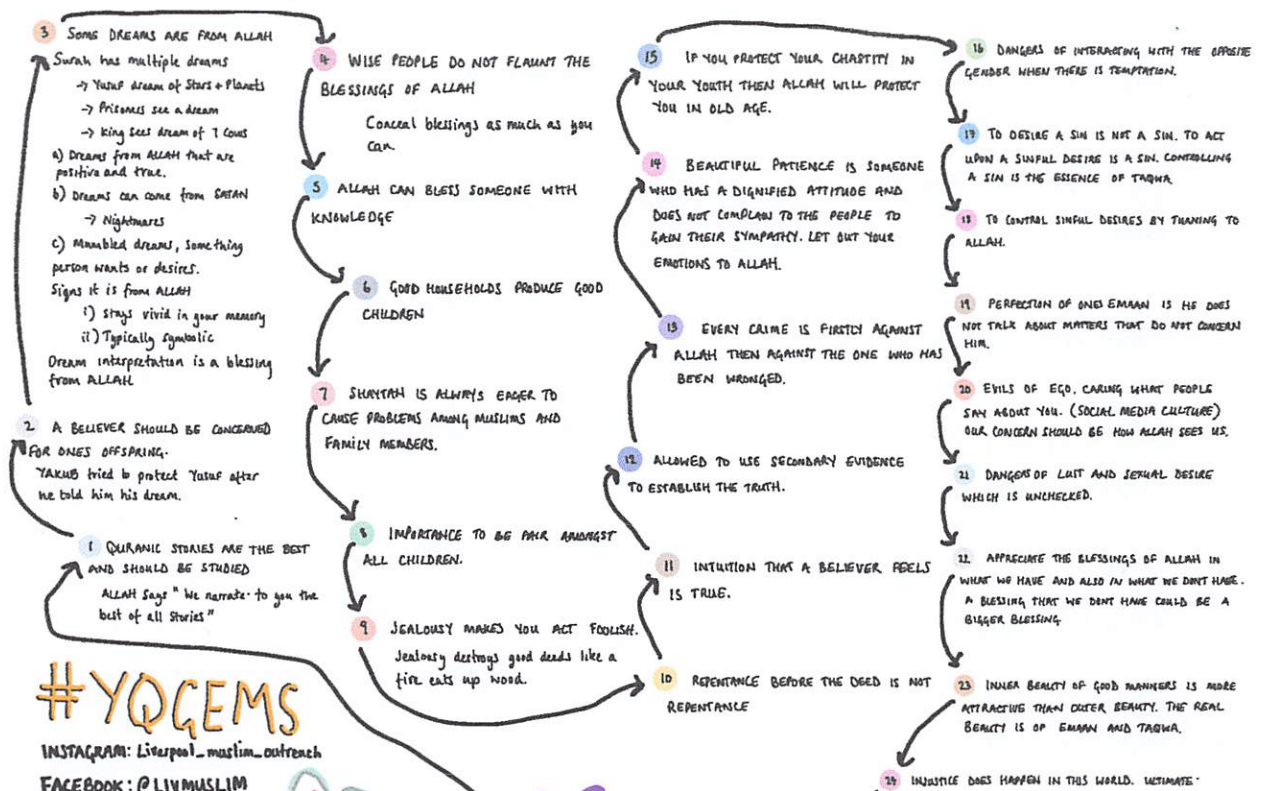 1 QURANIC STORIES ARE THE BEST
AND SHOULD BE STUDIED
ALLAH Says "We narrate to you the
best of all Stories"
2 A BELIEVER SHOULD BE CONCERNED
FOR ONES OFFSPRING.
YAKUB tried to protect Yusuf after
he told him his dream.
3 SOME DREAMS ARE FROM ALLAH
Surah has multiple dreams
→ Yusuf dream of Stars + Planets
→ Prisoners see a dream
→ King Sees dream of 7 Cows
a) Dreams from ALLAH that are
positive and true.
b) Dreams can come from SATAN
→ Nightmares
c) Mumbled dreams, Something
person wants or desires.
Signs it is from ALLAH
i) Stays vivid in your memory
ii) Typically Symbolic
Dream interpretation is a blessing
from ALLAH
4 WISE PEOPLE DO NOT FLAUNT THE
BLESSINGS OF ALLAH
Conceal blessings as much as you
can.
5 ALLAH CAN BLESS SOMEONE WITH
KNOWLEDGE
6 GOOD HOUSEHOLDS PRODUCE GOOD
CHILDREN
7 SHAYTAN IS ALWAYS EAGER TO
CAUSE PROBLEMS AMONG MUSLIMS AND
FAMILY MEMBERS.
8 IMPORTANCE TO BE FAIR AMONGST
ALL CHILDREN.
9 JEALOUSY MAKES YOU ACT FOOLISH.
Jealousy destroys good deeds like a
fire eats up wood.
10 REPENTANCE BEFORE THE DEED IS NOT
REPENTANCE
11 INTUITION THAT A BELIEVER FEELS
IS TRUE.
12 ALLOWED TO USE SECONDARY EVIDENCE
TO ESTABLISH THE TRUTH.
13 EVERY CRIME IS FIRSTLY AGAINST
ALLAH THEN AGAINST THE ONE WHO HAS
BEEN WRONGED.
14 BEAUTIFUL PATIENCE IS SOMEONE
WHO HAS A DIGNIFIED ATTITUDE AND
DOES NOT COMPLAIN TO THE PEOPLE TO
GAIN THEIR SYMPATHY. LET OUT YOUR
EMOTIONS TO ALLAH.
15 IF YOU PROTECT YOUR CHASTITY IN
YOUR YOUTH THEN ALLAH WILL PROTECT
YOU IN OLD AGE.
16 DANGERS OF INTERACTING WITH THE OPPOSITE
GENDER WHEN THERE IS TEMPTATION.
17 TO DESIRE A SIN IS NOT A SIN. TO ACT
UPON A SINFUL DESIRE IS A SIN. CONTROLLING
A SIN IS THE ESSENCE OF TAQWA.
18 TO CONTROL SINFUL DESIRES BY TURNING TO
ALLAH.
19 PERFECTION OF ONES EMAAN IS HE DOES
NOT TALK ABOUT MATTERS THAT DO NOT CONCERN
HIM.
20 EVILS OF EGO. CARING WHAT PEOPLE
SAY ABOUT YOU. (SOCIAL MEDIA CULTURE)
OUR CONCERN SHOULD BE HOW ALLAH SEES US.
21 DANGERS OF LUST AND SEXUAL DESIRE
WHICH IS UNCHECKED.
22 APPRECIATE THE BLESSINGS OF ALLAH IN
WHAT WE HAVE AND ALSO IN WHAT WE DONT HAVE.
A BLESSING THAT WE DONT HAVE COULD BE A
BIGGER BLESSING
23 INNER BEAUTY OF GOOD MANNERS IS MORE
ATTRACTIVE THAN OUTER BEAUTY. THE REAL
BEAUTY IS OF EMAAN AND TAQWA.
24 INJUSTICE DOES HAPPEN IN THIS WORLD. ULTIMATE-
#YQGEMS
INSTAGRAM: Liverpool_muslim_outreach
FACEBOOK: @LIVMUSLIM